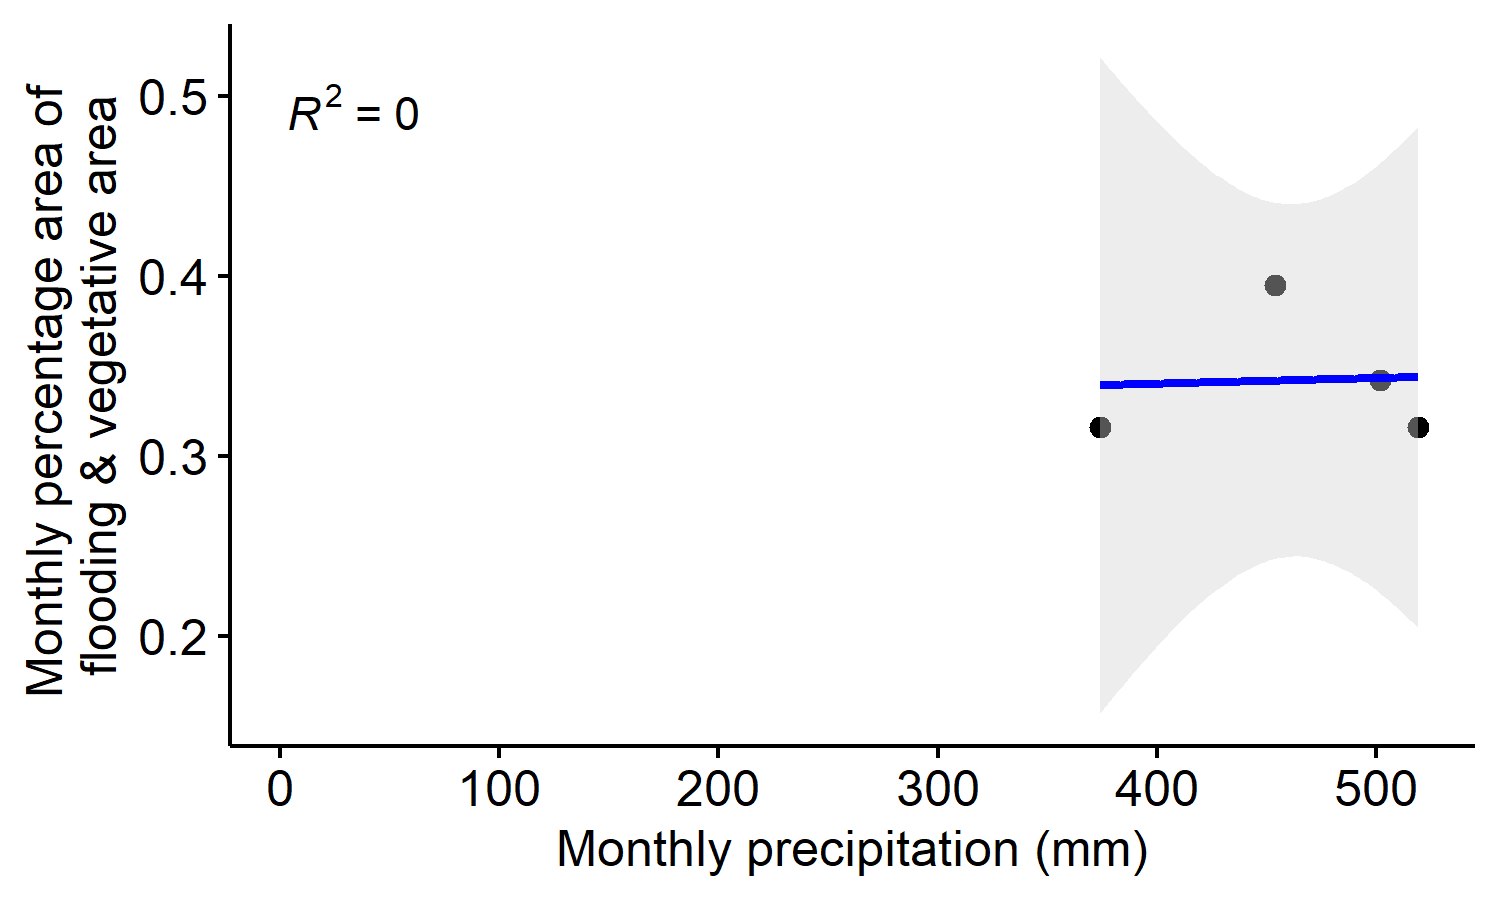 Monthly percentage area of
flooding & vegetative area
0.5
0.4
0.3
0.2
R² = 0
0 100 200 300 400 500
Monthly precipitation (mm)